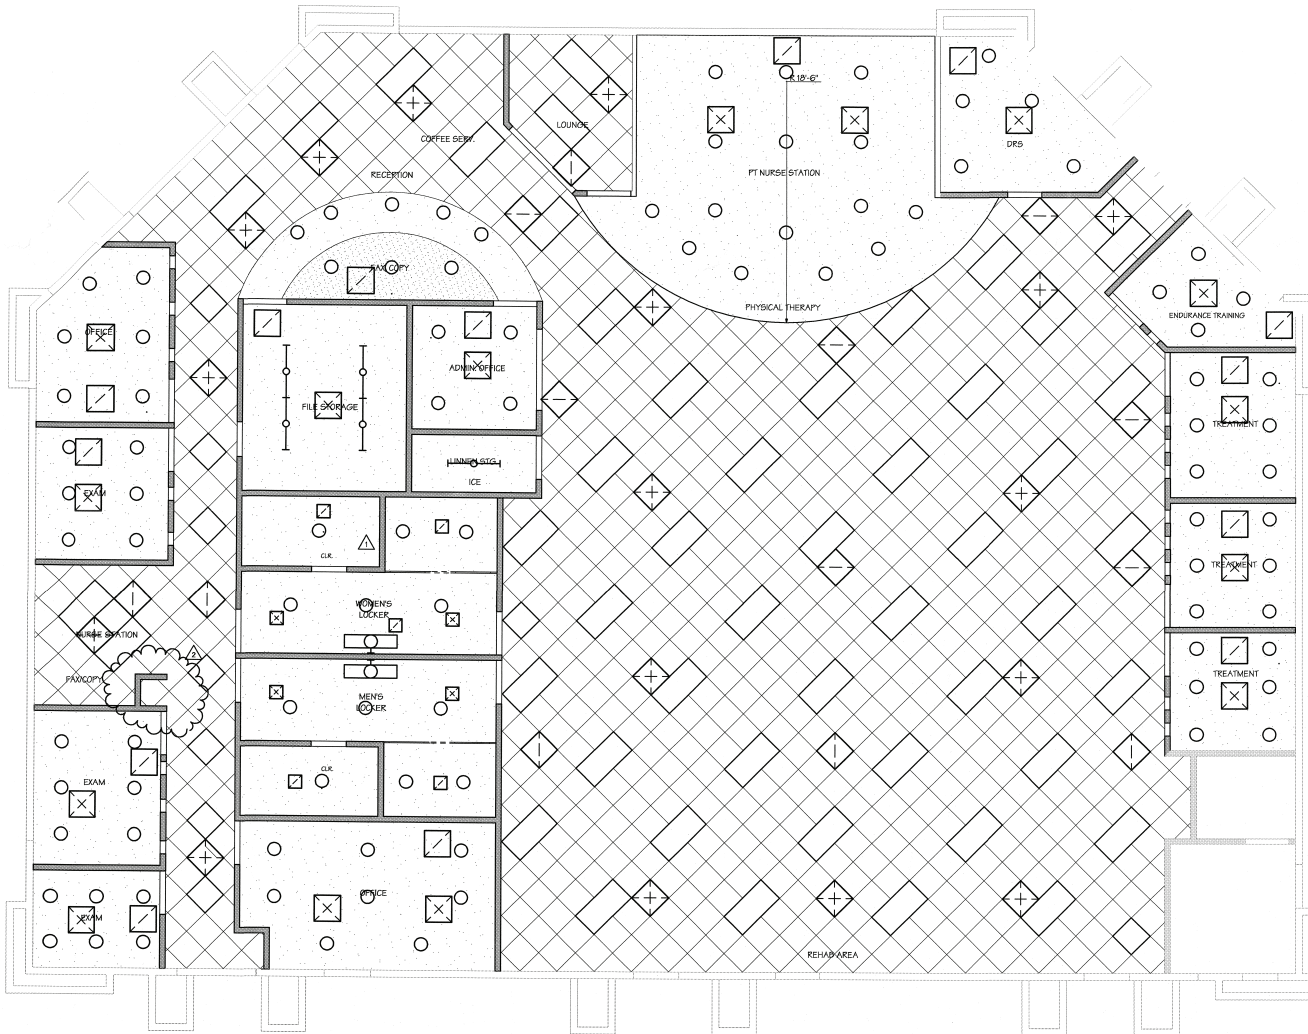 R 18'-6"
COFFEE SERV.
LOUNGE
DRS
PT NURSE STATION
RECEPTION
FAX/COPY
PHYSICAL THERAPY
ENDURANCE TRAINING
OFFICE
ADMIN. OFFICE
FILE STORAGE
TREATMENT
LINNEN STG.
ICE
EXAM
CLR.
1
TREATMENT
WOMEN'S
LOCKER
NURSE STATION
2
FAX/COPY
TREATMENT
MEN'S
LOCKER
CLR.
EXAM
OFFICE
EXAM
REHAB AREA